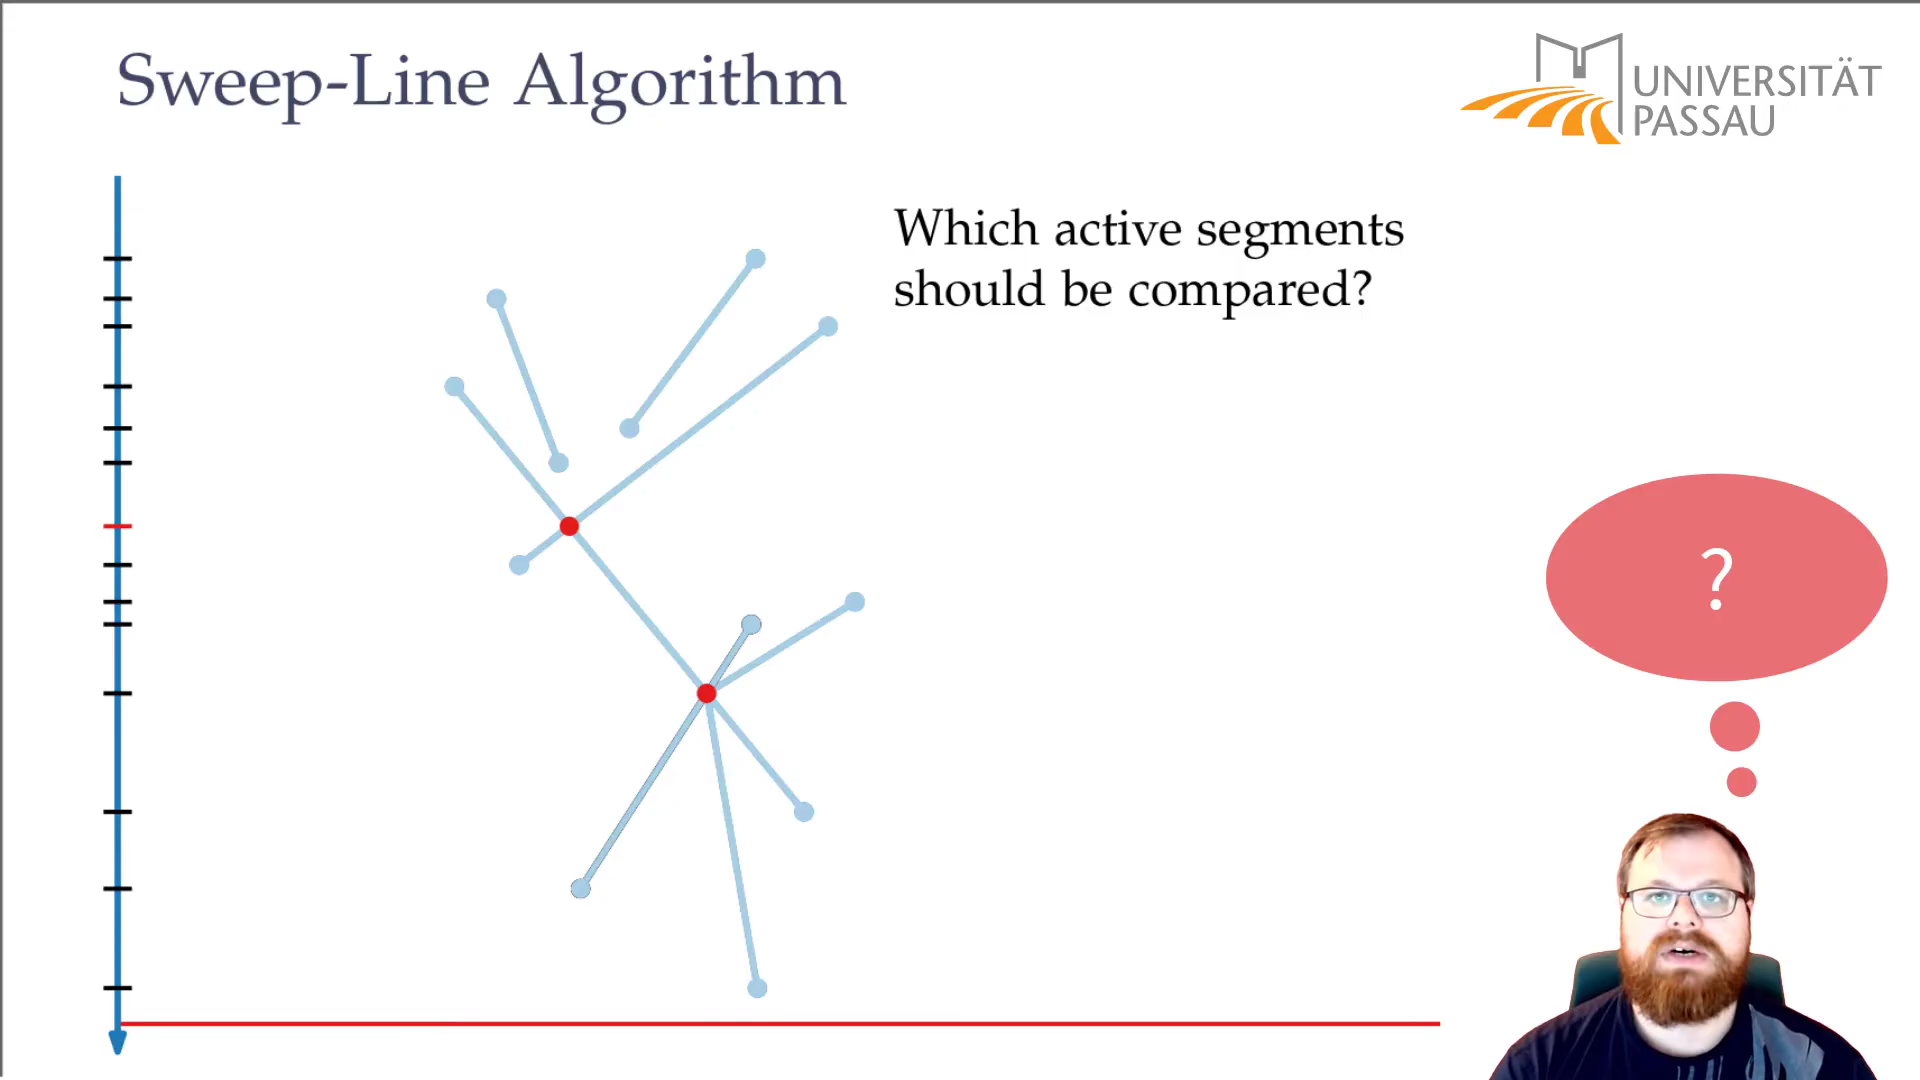 Sweep-Line Algorithm
UNIVERSITÄT
PASSAU
Which active segments
should be compared?
?